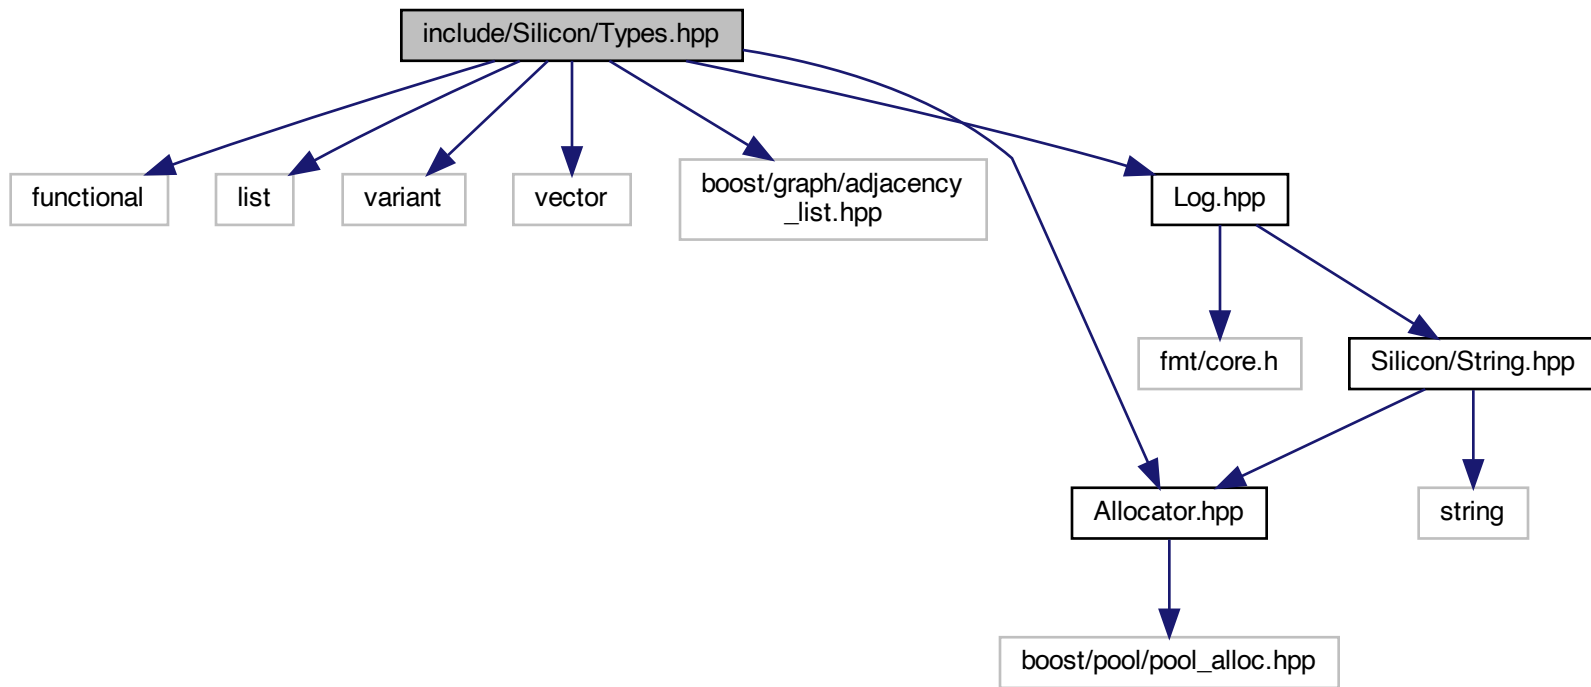 include/Silicon/Types.hpp
functional
list
variant
vector
boost/graph/adjacency
_list.hpp
Log.hpp
fmt/core.h
Silicon/String.hpp
Allocator.hpp
string
boost/pool/pool_alloc.hpp